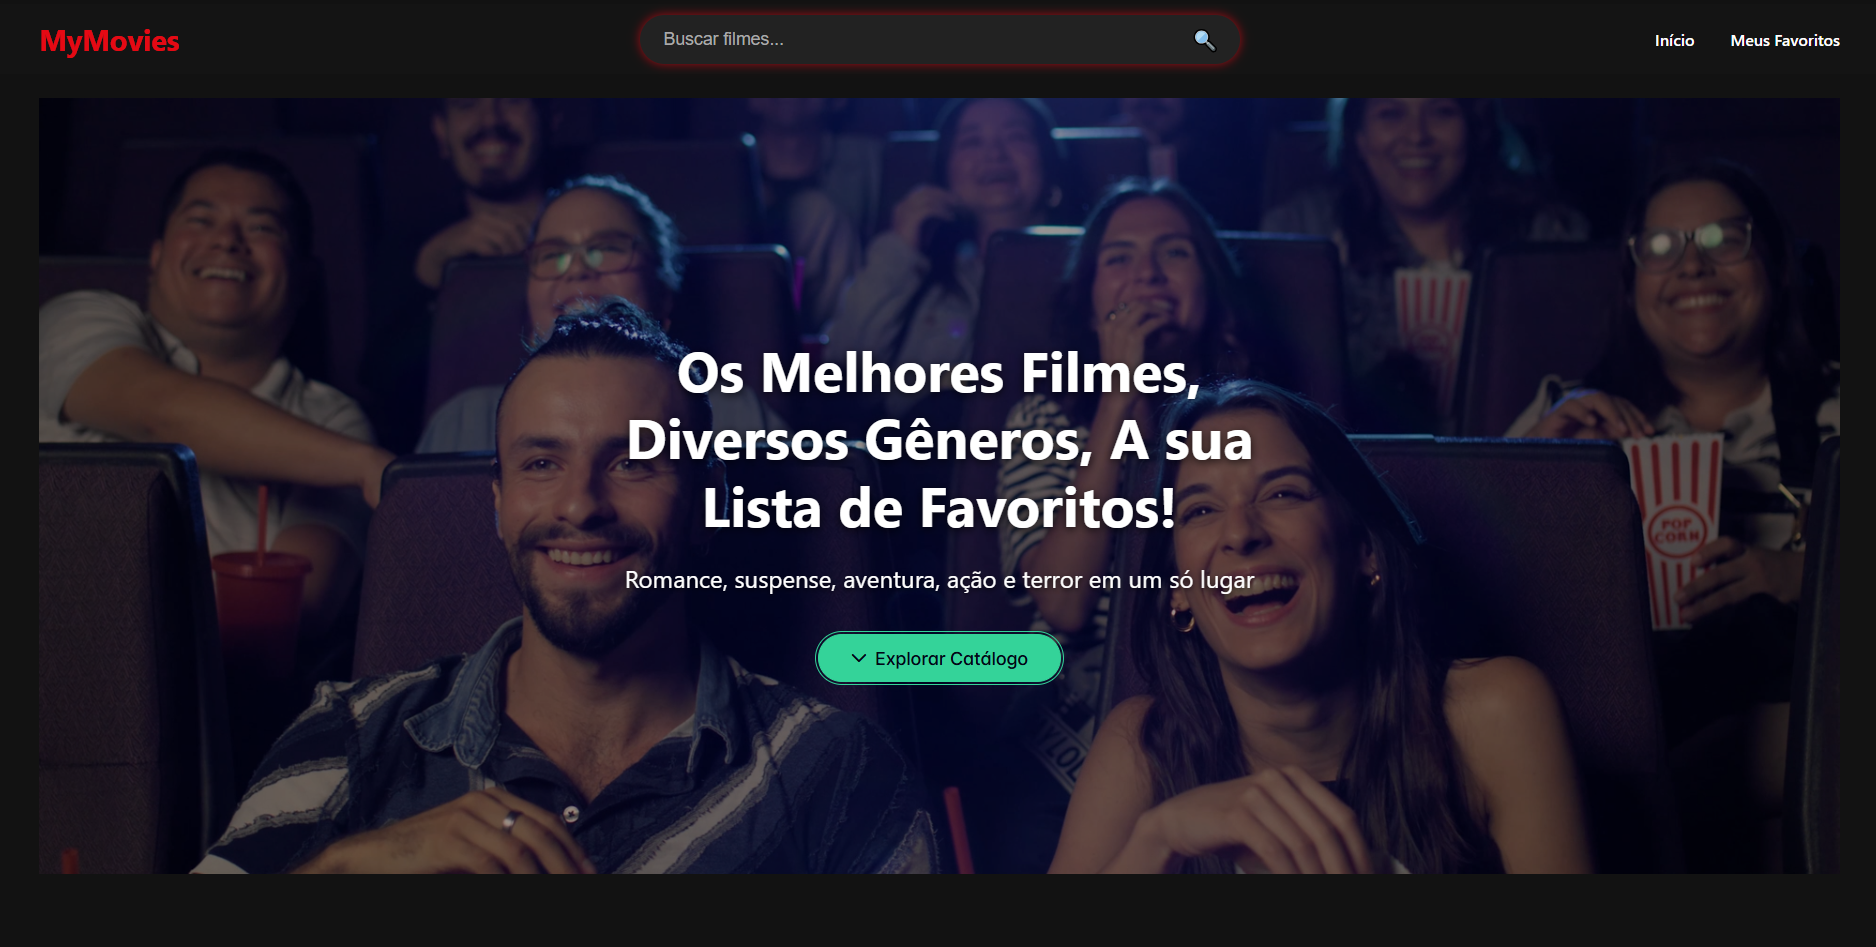 MyMovies
Buscar filmes...
Início
Meus Favoritos
Os Melhores Filmes,
Diversos Gêneros, A sua
Lista de Favoritos!
Romance, suspense, aventura, ação e terror em um só lugar
Explorar Catálogo
POP
CORN